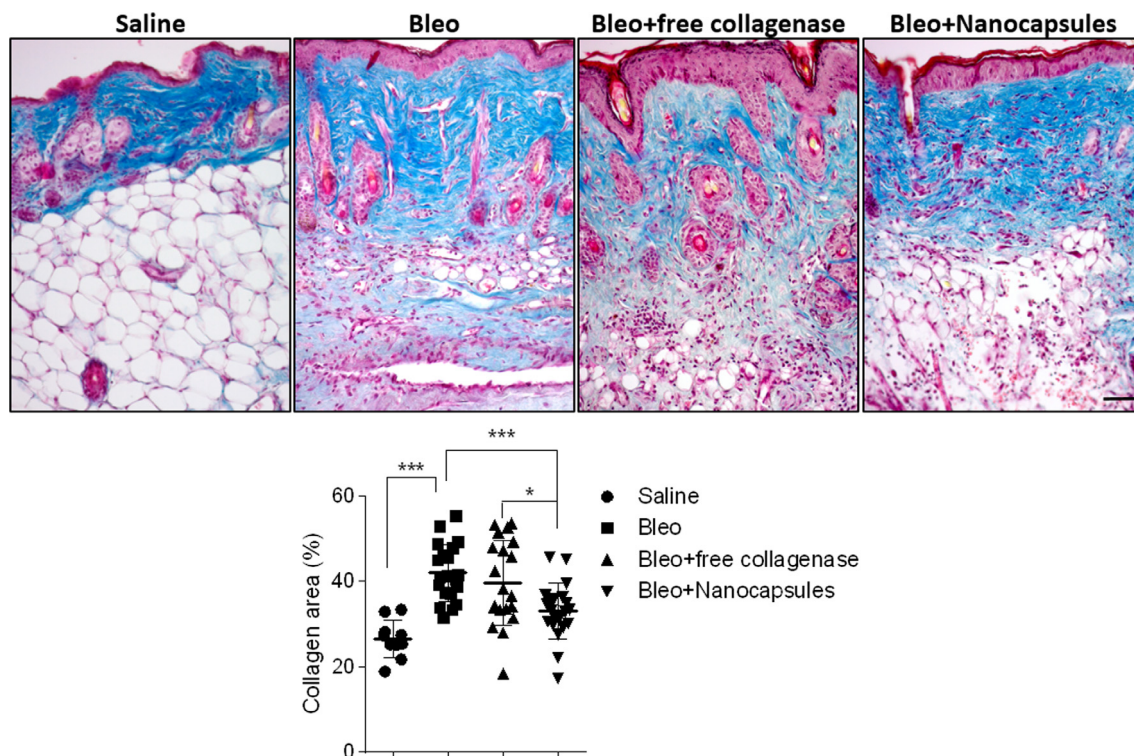 Saline Bleo Bleo+free collagenase Bleo+Nanocapsules
***
***
*
60
40
20
0
Collagen area (%)
Saline
Bleo
Bleo+free collagenase
Bleo+Nanocapsules